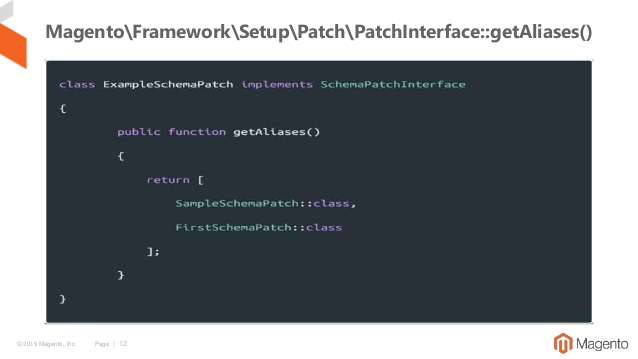 Magento\Framework\Setup\Patch\PatchInterface::getAliases()
class ExampleSchemaPatch implements SchemaPatchInterface
{
public function getAliases()
{
return [
SampleSchemaPatch::class,
FirstSchemaPatch::class
];
}
}
© 2019 Magento, Inc. Page | 12
Magento